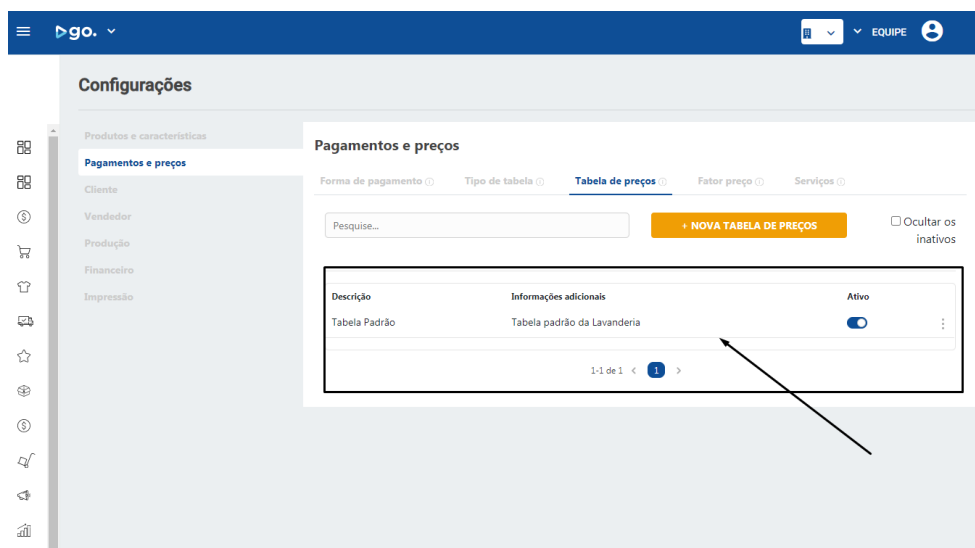 go.
EQUIPE
Configurações
Produtos e características
Pagamentos e preços
Cliente
Vendedor
Produção
Financeiro
Impressão
Pagamentos e preços
Forma de pagamento Tipo de tabela Tabela de preços Fator preço Serviços
Pesquise...
+ NOVA TABELA DE PREÇOS
Ocultar os
inativos
Descrição Informações adicionais Ativo
Tabela Padrão Tabela padrão da Lavanderia
1-1 de 1 < 1 >